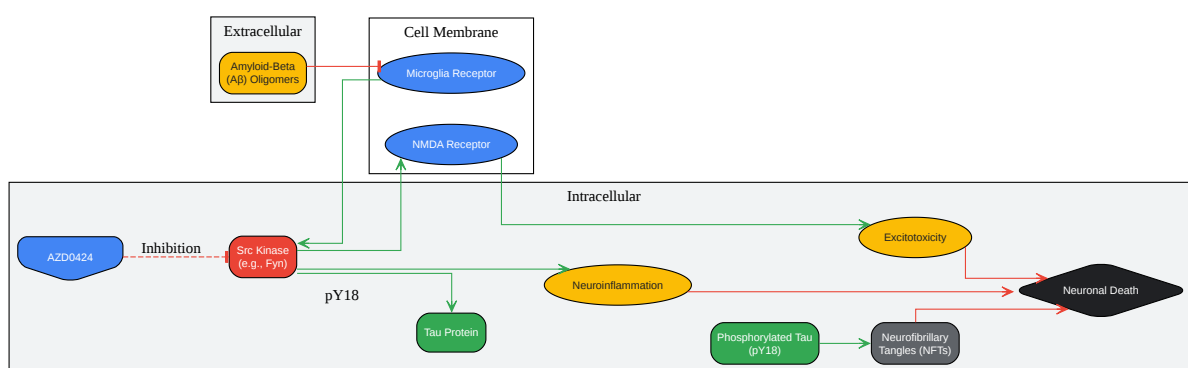 Extracellular
Amyloid-Beta
(Aβ) Oligomers
Cell Membrane
Microglia Receptor
NMDA Receptor
Intracellular
AZD0424
Inhibition
Src Kinase
(e.g., Fyn)
pY18
Tau Protein
Neuroinflammation
Excitotoxicity
Neuronal Death
Phosphorylated Tau
(pY18)
Neurofibrillary
Tangles (NFTs)